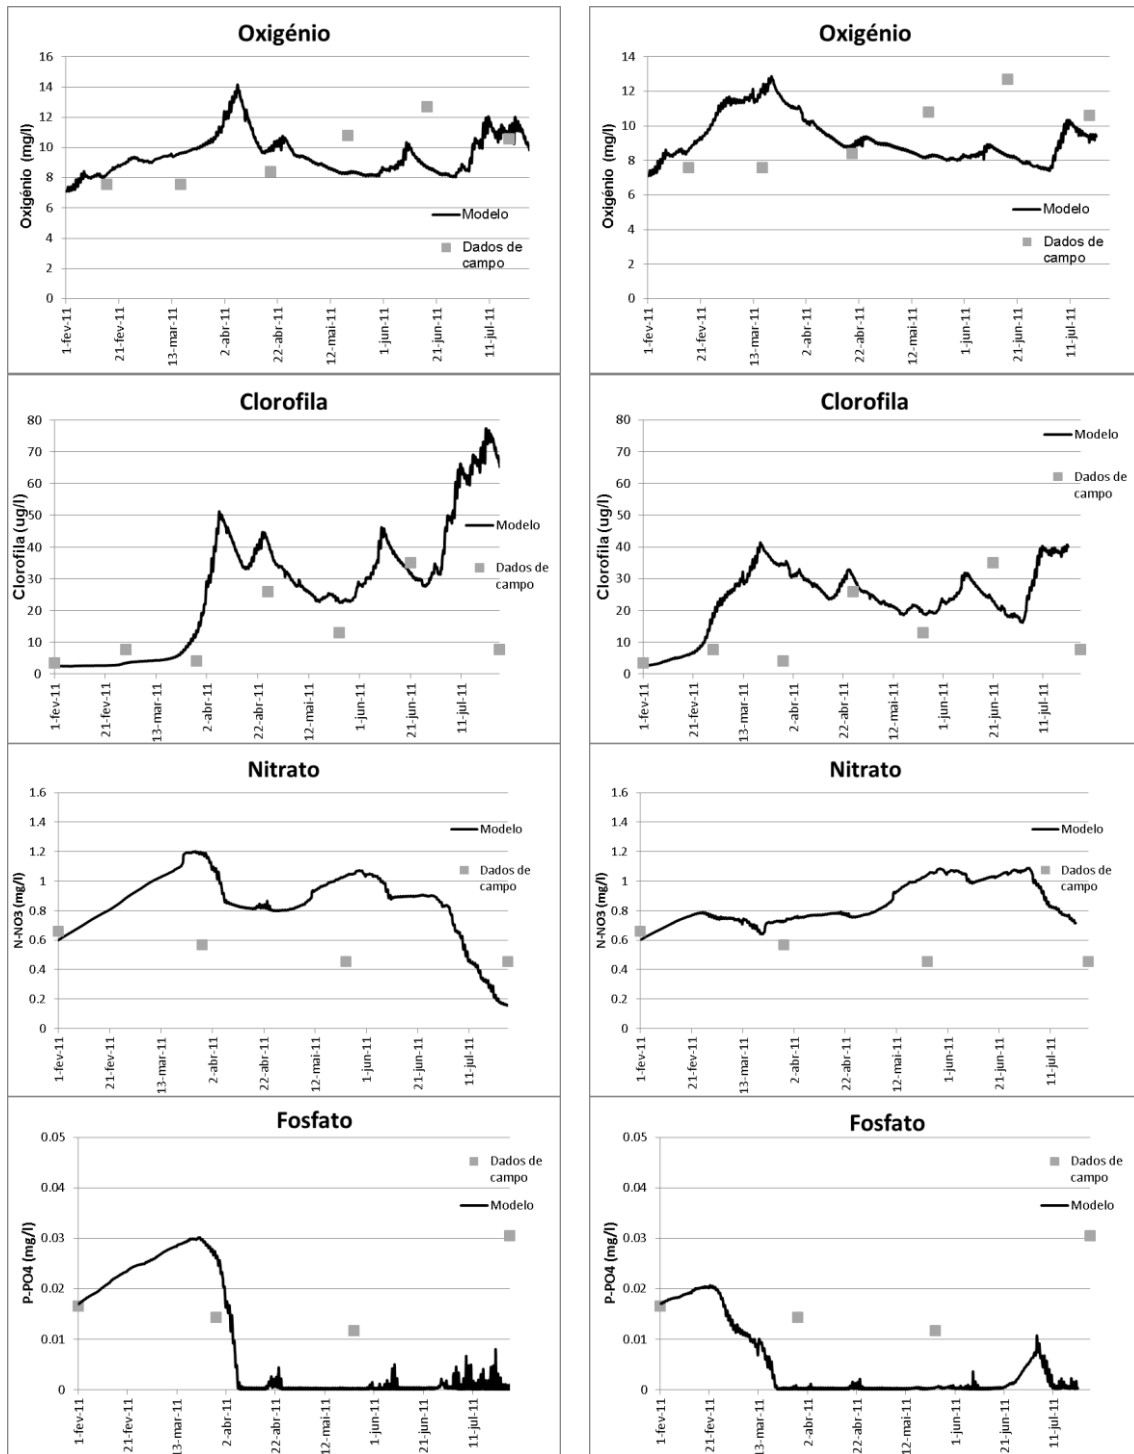 Oxigénio
Oxigénio (mg/l)
16
14
12
10
8
6
4
2
0
Modelo
Dados de
campo
1-fev-11
21-fev-11
13-mar-11
2-abr-11
22-abr-11
12-mai-11
1-jun-11
21-jun-11
11-jul-11
Oxigénio
Oxigénio (mg/l)
14
12
10
8
6
4
2
0
Modelo
Dados de
campo
1-fev-11
21-fev-11
13-mar-11
2-abr-11
22-abr-11
12-mai-11
1-jun-11
21-jun-11
11-jul-11
Clorofila
Clorofila (ug/l)
80
70
60
50
40
30
20
10
0
Modelo
Dados de
campo
1-fev-11
21-fev-11
13-mar-11
2-abr-11
22-abr-11
12-mai-11
1-jun-11
21-jun-11
11-jul-11
Clorofila
Clorofila (ug/l)
80
70
60
50
40
30
20
10
0
Modelo
Dados de
campo
1-fev-11
21-fev-11
13-mar-11
2-abr-11
22-abr-11
12-mai-11
1-jun-11
21-jun-11
11-jul-11
Nitrato
N-NO3 (mg/l)
1.6
1.4
1.2
1
0.8
0.6
0.4
0.2
0
Modelo
Dados de
campo
1-fev-11
21-fev-11
13-mar-11
2-abr-11
22-abr-11
12-mai-11
1-jun-11
21-jun-11
11-jul-11
Nitrato
N-NO3 (mg/l)
1.6
1.4
1.2
1
0.8
0.6
0.4
0.2
0
Modelo
Dados de
campo
1-fev-11
21-fev-11
13-mar-11
2-abr-11
22-abr-11
12-mai-11
1-jun-11
21-jun-11
11-jul-11
Fosfato
P-PO4 (mg/l)
0.05
0.04
0.03
0.02
0.01
0
Dados de
campo
Modelo
1-fev-11
21-fev-11
13-mar-11
2-abr-11
22-abr-11
12-mai-11
1-jun-11
21-jun-11
11-jul-11
Fosfato
P-PO4 (mg/l)
0.05
0.04
0.03
0.02
0.01
0
Dados de
campo
Modelo
1-fev-11
21-fev-11
13-mar-11
2-abr-11
22-abr-11
12-mai-11
1-jun-11
21-jun-11
11-jul-11